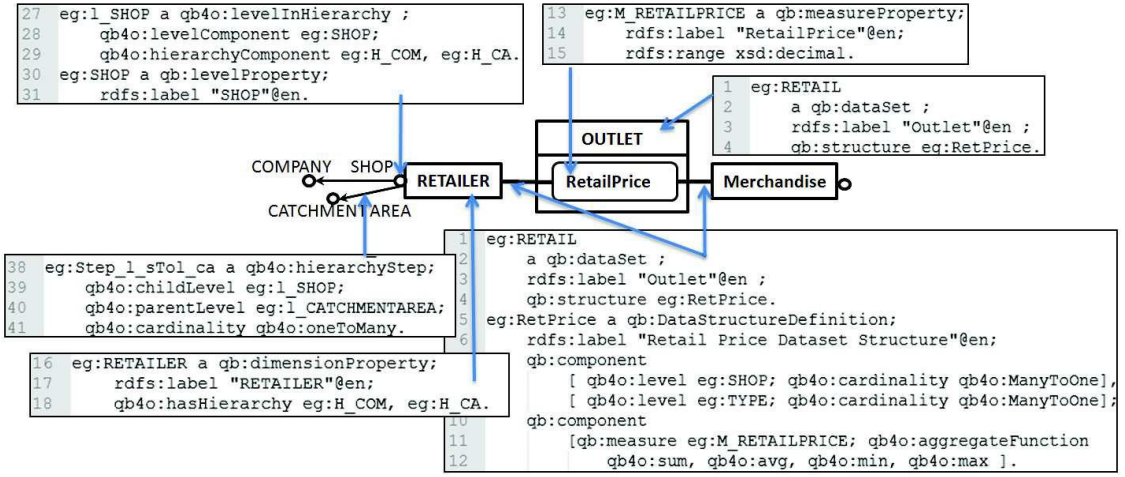 27 eg:l_SHOP a qb4o:levelInHierarchy ;
28 qb4o:levelComponent eg:SHOP;
29 qb4o:hierarchyComponent eg:H_COM, eg:H_CA.
30 eg:SHOP a qb:levelProperty;
31 rdfs:label "SHOP"@en.
13 eg:M_RETAILPRICE a qb:measureProperty;
14 rdfs:label "RetailPrice"@en;
15 rdfs:range xsd:decimal.
1 eg:RETAIL
2 a qb:dataSet ;
3 rdfs:label "Outlet"@en ;
4 qb:structure eg:RetPrice.
OUTLET
COMPANY SHOP
RETAILER
RetailPrice
Merchandise
CATCHMENTAREA
38 eg:Step_l_sTol_ca a qb4o:hierarchyStep;
39 qb4o:childLevel eg:l_SHOP;
40 qb4o:parentLevel eg:l_CATCHMENTAREA;
41 qb4o:cardinality qb4o:oneToMany.
16 eg:RETAILER a qb:dimensionProperty;
17 rdfs:label "RETAILER"@en;
18 qb4o:hasHierarchy eg:H_COM, eg:H_CA.
1 eg:RETAIL
2 a qb:dataSet ;
3 rdfs:label "Outlet"@en ;
4 qb:structure eg:RetPrice.
5 eg:RetPrice a qb:DataStructureDefinition;
6 rdfs:label "Retail Price Dataset Structure"@en;
qb:component
[ qb4o:level eg:SHOP; qb4o:cardinality qb4o:ManyToOne],
[ qb4o:level eg:TYPE; qb4o:cardinality qb4o:ManyToOne];
10 qb:component
11 [qb:measure eg:M_RETAILPRICE; qb4o:aggregateFunction
12 qb4o:sum, qb4o:avg, qb4o:min, qb4o:max ].